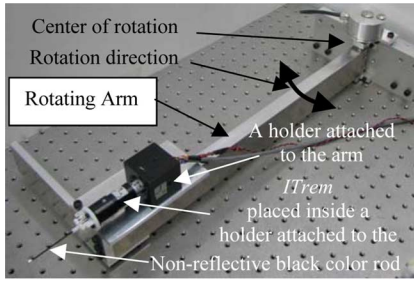 Center of rotation
Rotation direction
Rotating Arm
A holder attached
to the arm
ITrem
placed inside a
holder attached to the
Non-reflective black color rod